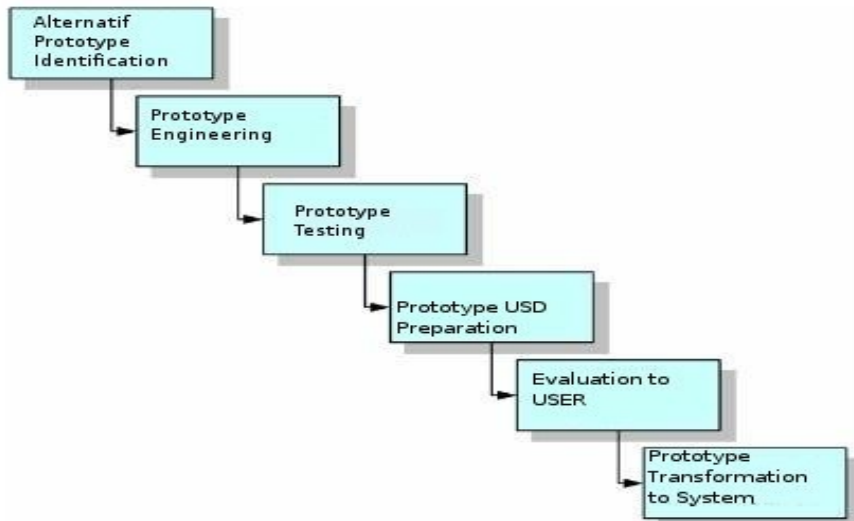 Alternatif
Prototype
Identification
Prototype
Engineering
Prototype
Testing
Prototype USD
Preparation
Evaluation to
USER
Prototype
Transformation
to System